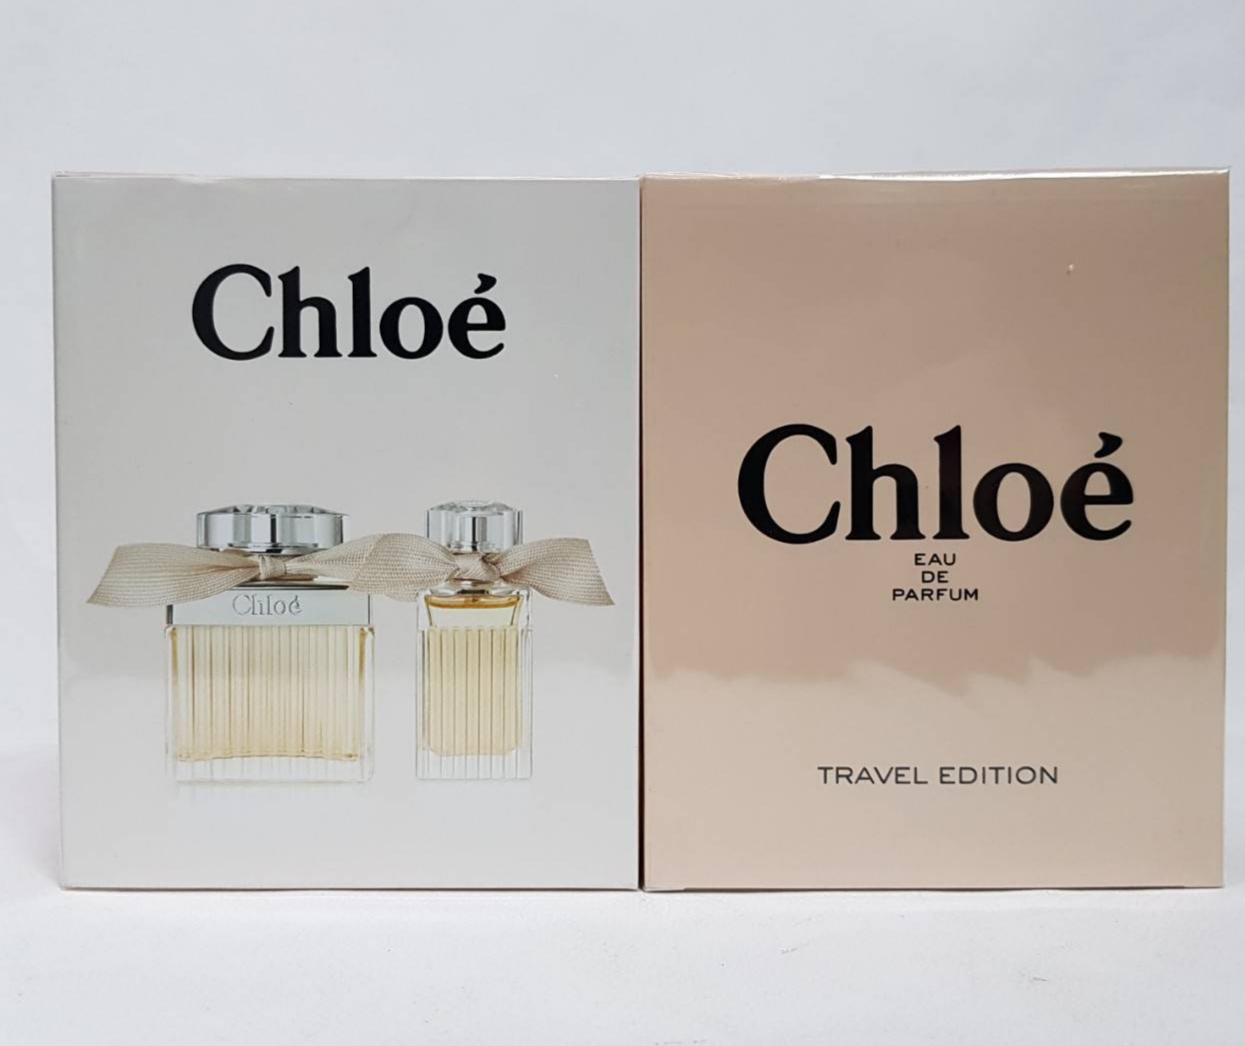 Chloé
Chloé
Chloé
EAU
DE
PARFUM
TRAVEL EDITION